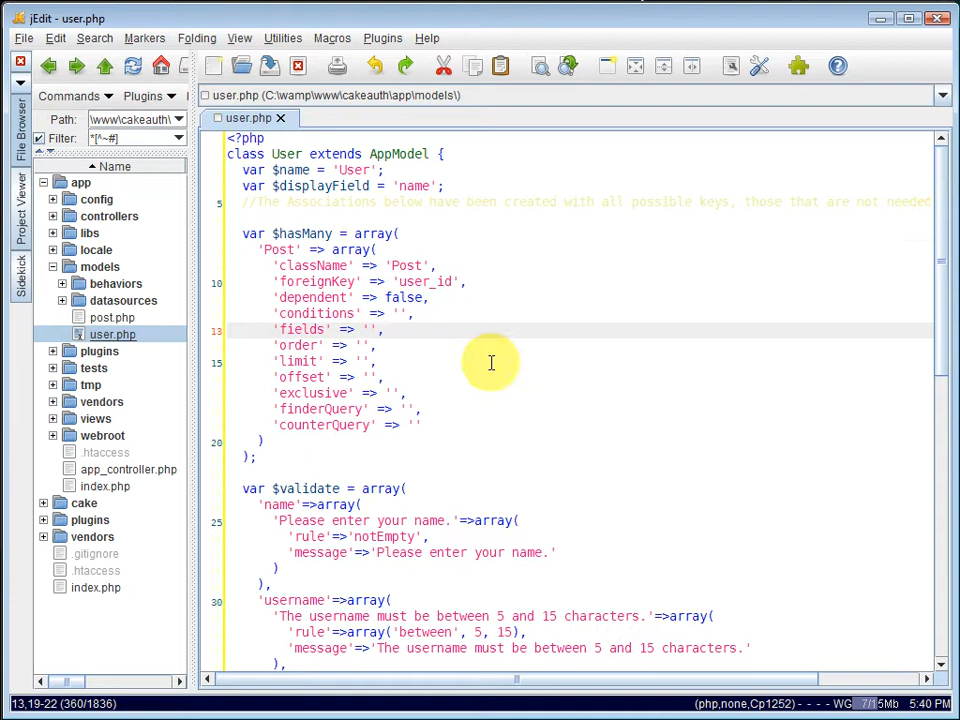 jEdit - user.php
File Edit Search Markers Folding View Utilities Macros Plugins Help
user.php (C:\wamp\www\cakeauth\app\models\)
Commands Plugins
Path: \www\cakeauth\
Filter: *[^~#]
Name
File Browser
Project Viewer
Sidekick
app
config
controllers
libs
locale
models
behaviors
datasources
post.php
user.php
plugins
tests
tmp
vendors
views
webroot
.htaccess
app_controller.php
index.php
cake
plugins
vendors
.gitignore
.htaccess
index.php
user.php
<?php
class User extends AppModel {
var $name = 'User';
var $displayField = 'name';
5 //The Associations below have been created with all possible keys, those that are not needed
var $hasMany = array(
'Post' => array(
'className' => 'Post',
10 'foreignKey' => 'user_id',
'dependent' => false,
'conditions' => '',
13 'fields' => '',
'order' => '',
15 'limit' => '',
'offset' => '',
'exclusive' => '',
'finderQuery' => '',
'counterQuery' => ''
20 )
);
var $validate = array(
'name'=>array(
25 'Please enter your name.'=>array(
'rule'=>'notEmpty',
'message'=>'Please enter your name.'
)
),
30 'username'=>array(
'The username must be between 5 and 15 characters.'=>array(
'rule'=>array('between', 5, 15),
'message'=>'The username must be between 5 and 15 characters.'
),
13,19-22 (360/1836)
(php,none,Cp1252) - - - - WG 7/15Mb 5:40 PM